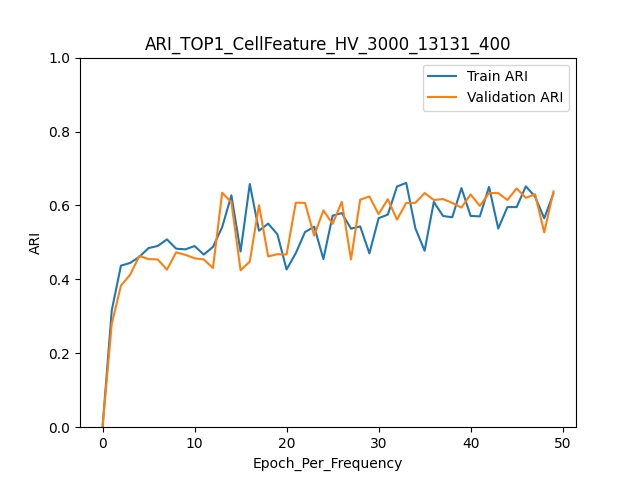 ARI_TOP1_CellFeature_HV_3000_13131_400
Train ARI
Validation ARI
1.0
0.8
0.6
0.4
0.2
0.0
ARI
0
10
20
30
40
50
Epoch_Per_Frequency